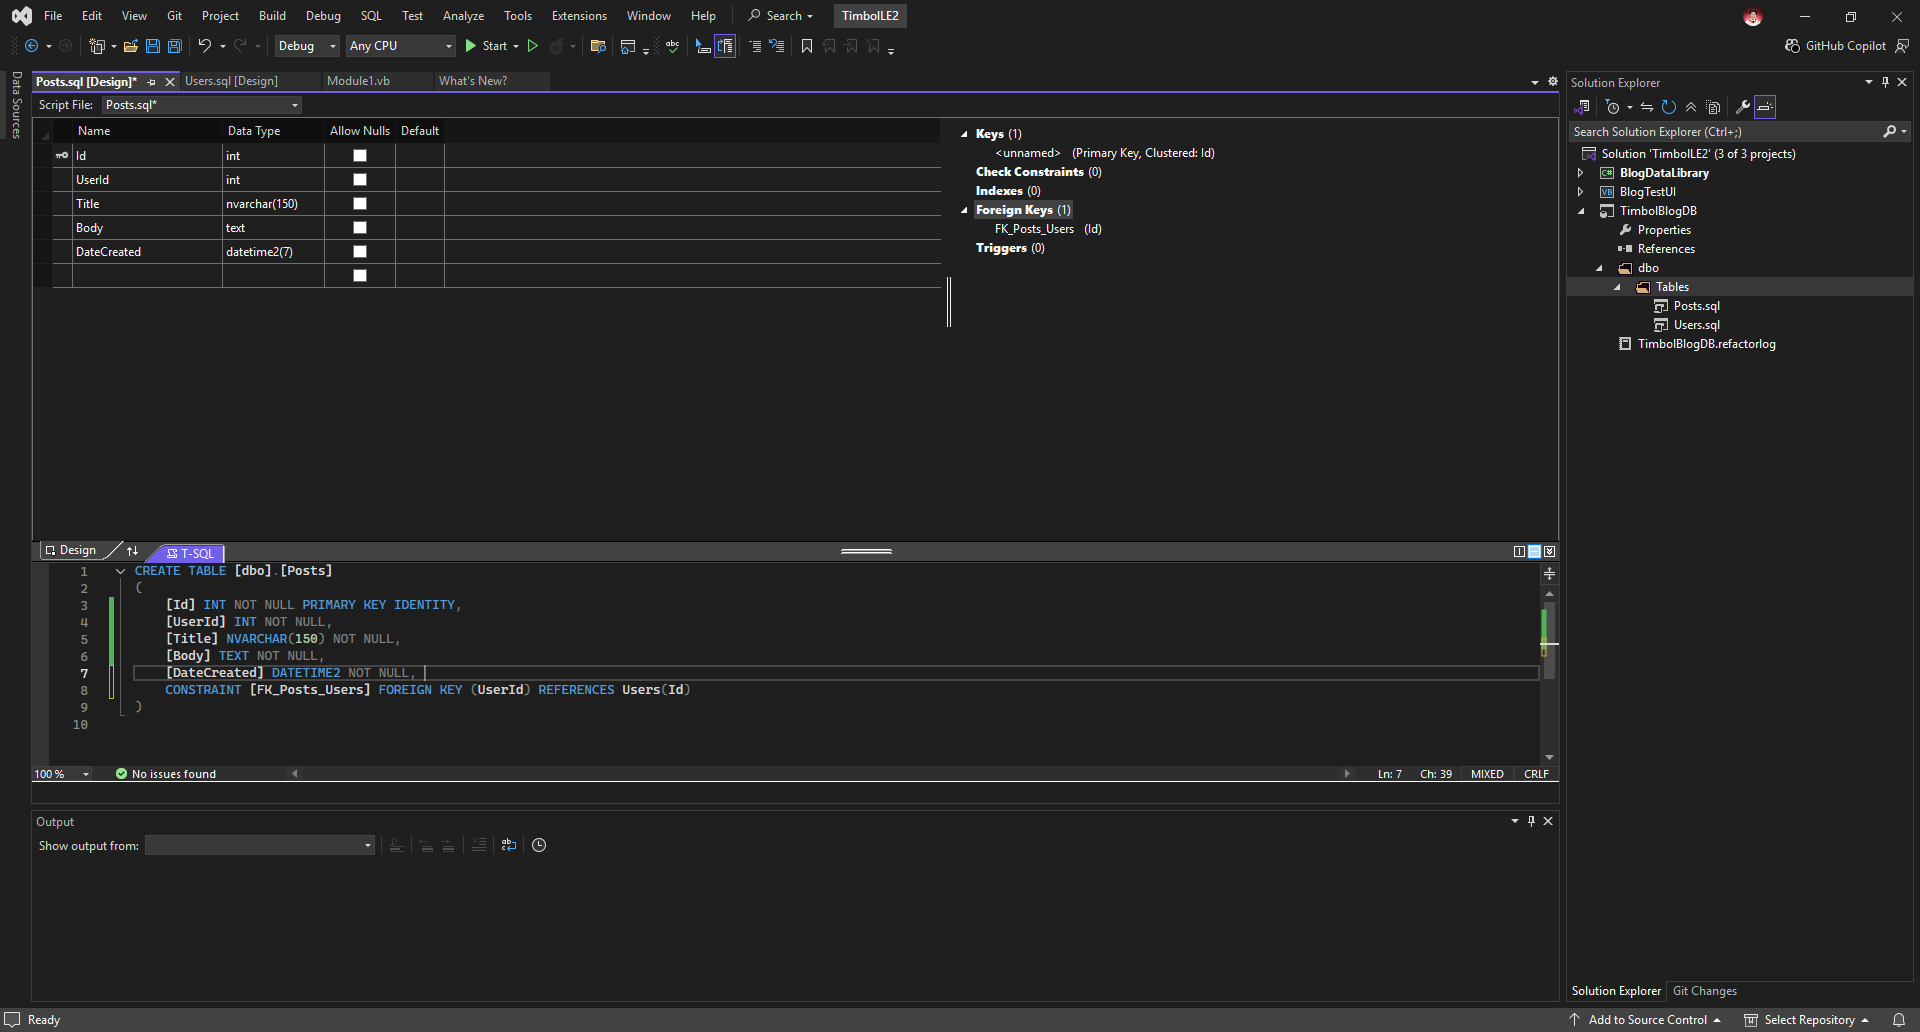 File Edit View Git Project Build Debug SQL Test Analyze Tools Extensions Window Help Search TimbolLE2
Debug Any CPU Start GitHub Copilot
Data Sources
Posts.sql [Design]* Users.sql [Design] Module1.vb What's New?
Script File: Posts.sql*
Name Data Type Allow Nulls Default
Id int
UserId int
Title nvarchar(150)
Body text
DateCreated datetime2(7)
Keys (1)
<unnamed> (Primary Key, Clustered: Id)
Check Constraints (0)
Indexes (0)
Foreign Keys (1)
FK_Posts_Users (Id)
Triggers (0)
Design T-SQL
1 CREATE TABLE [dbo].[Posts]
2 (
3 [Id] INT NOT NULL PRIMARY KEY IDENTITY,
4 [UserId] INT NOT NULL,
5 [Title] NVARCHAR(150) NOT NULL,
6 [Body] TEXT NOT NULL,
7 [DateCreated] DATETIME2 NOT NULL,
8 CONSTRAINT [FK_Posts_Users] FOREIGN KEY (UserId) REFERENCES Users(Id)
9 )
10
100 % No issues found Ln: 7 Ch: 39 MIXED CRLF
Output
Show output from:
Solution Explorer
Search Solution Explorer (Ctrl+;)
Solution 'TimbolLE2' (3 of 3 projects)
C# BlogDataLibrary
VB BlogTestUI
TimbolBlogDB
Properties
References
dbo
Tables
Posts.sql
Users.sql
TimbolBlogDB.refactorlog
Solution Explorer Git Changes
Ready Add to Source Control Select Repository